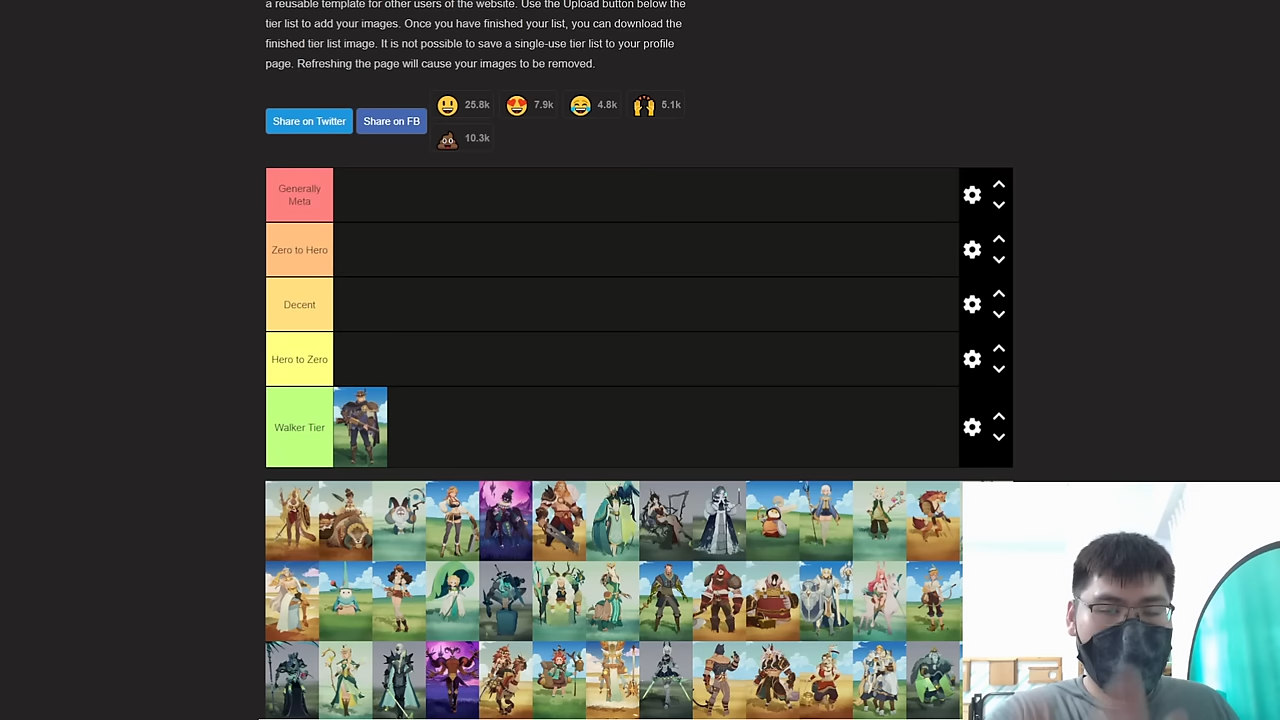 a reusable template for other users of the website. Use the Upload button below the
tier list to add your images. Once you have finished your list, you can download the
finished tier list image. It is not possible to save a single-use tier list to your profile
page. Refreshing the page will cause your images to be removed.
Share on Twitter
Share on FB
25.8k
7.9k
4.8k
5.1k
10.3k
Generally
Meta
Zero to Hero
Decent
Hero to Zero
Walker Tier